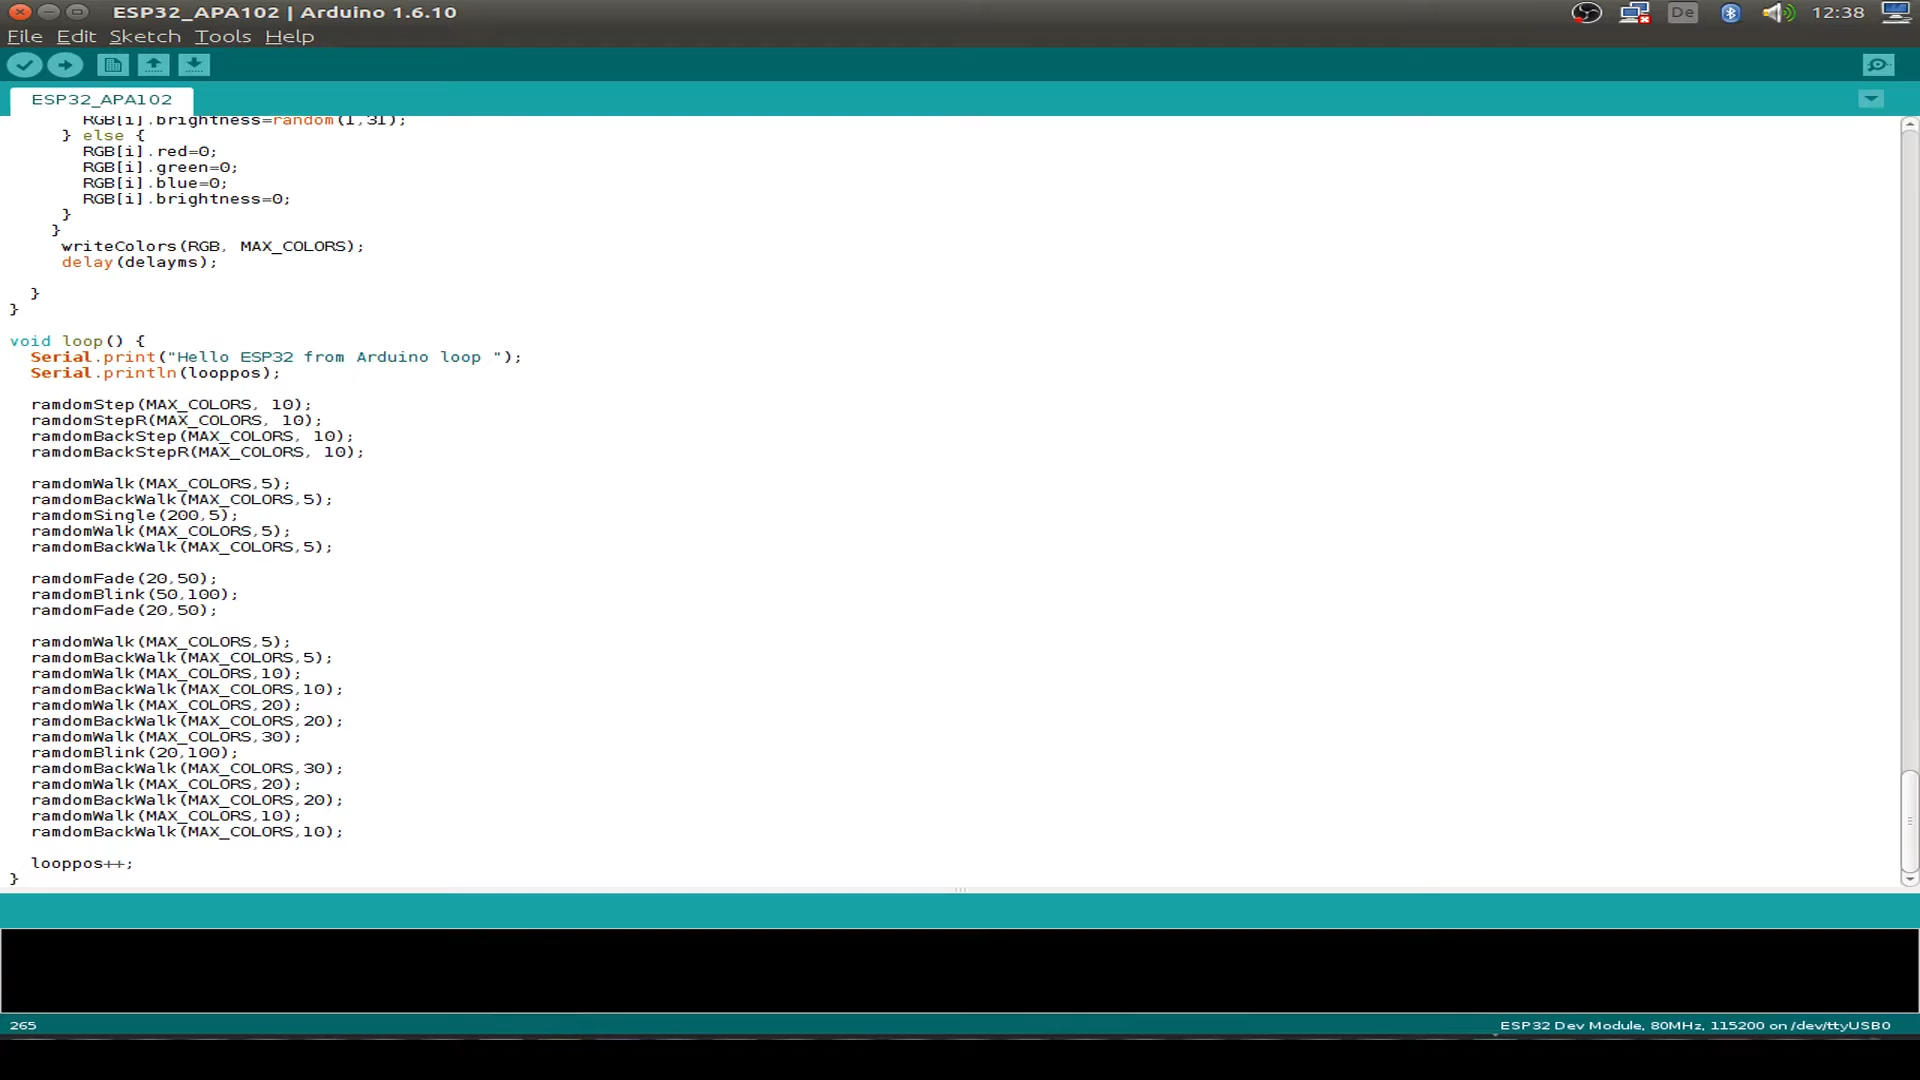 ESP32_APA102 | Arduino 1.6.10
De
12:38
File Edit Sketch Tools Help
ESP32_APA102
RGB[i].brightness=random(1,31);
} else {
RGB[i].red=0;
RGB[i].green=0;
RGB[i].blue=0;
RGB[i].brightness=0;
}
}
writeColors(RGB, MAX_COLORS);
delay(delayms);
}
}
void loop() {
Serial.print("Hello ESP32 from Arduino loop ");
Serial.println(looppos);
ramdomStep(MAX_COLORS, 10);
ramdomStepR(MAX_COLORS, 10);
ramdomBackStep(MAX_COLORS, 10);
ramdomBackStepR(MAX_COLORS, 10);
ramdomWalk(MAX_COLORS,5);
ramdomBackWalk(MAX_COLORS,5);
ramdomSingle(200,5);
ramdomWalk(MAX_COLORS,5);
ramdomBackWalk(MAX_COLORS,5);
ramdomFade(20,50);
ramdomBlink(50,100);
ramdomFade(20,50);
ramdomWalk(MAX_COLORS,5);
ramdomBackWalk(MAX_COLORS,5);
ramdomWalk(MAX_COLORS,10);
ramdomBackWalk(MAX_COLORS,10);
ramdomWalk(MAX_COLORS,20);
ramdomBackWalk(MAX_COLORS,20);
ramdomWalk(MAX_COLORS,30);
ramdomBlink(20,100);
ramdomBackWalk(MAX_COLORS,30);
ramdomWalk(MAX_COLORS,20);
ramdomBackWalk(MAX_COLORS,20);
ramdomWalk(MAX_COLORS,10);
ramdomBackWalk(MAX_COLORS,10);
looppos++;
}
265
ESP32 Dev Module, 80MHz, 115200 on /dev/ttyUSB0